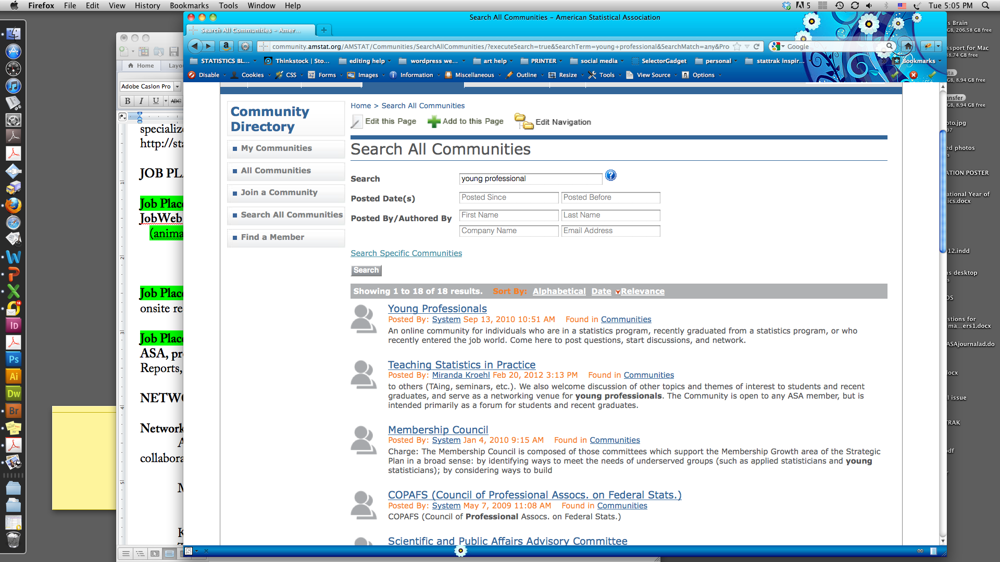 Firefox File Edit View History Bookmarks Tools Window Help
5 Tue 5:05 PM
Search All Communities - American Statistical Association
Search All Communities - Amer...
community.amstat.org/AMSTAT/Communities/SearchAllCommunities/?executeSearch=true&SearchTerm=young+professional&SearchMatch=any&Pro
Google
STATISTICS BL... Thinkstock | Sto... editing help wordpress we... art help PRINTER social media SelectorGadget personal stattrak inspir... Bookmarks
Disable Cookies CSS Forms Images Information Miscellaneous Outline Resize Tools View Source Options
Home Layou
Adobe Caslon Pro
B I U ABC
specialize
http://sta
JOB PLA
Job Place
JobWeb
(anima
Job Place
onsite re
Job Place
ASA, pr
Reports,
NETWO
Network
A
collabora
M
K
Community
Directory
My Communities
All Communities
Join a Community
Search All Communities
Find a Member
Home > Search All Communities
Edit this Page Add to this Page Edit Navigation
Search All Communities
Search young professional
Posted Date(s) Posted Since Posted Before
Posted By/Authored By First Name Last Name
Company Name Email Address
Search Specific Communities
Search
Showing 1 to 18 of 18 results. Sort By: Alphabetical Date Relevance
Young Professionals
Posted By: System Sep 13, 2010 10:51 AM Found in Communities
An online community for individuals who are in a statistics program, recently graduated from a statistics program, or who
recently entered the job world. Come here to post questions, start discussions, and network.
Teaching Statistics in Practice
Posted By: Miranda Kroehl Feb 20, 2012 3:13 PM Found in Communities
to others (TAing, seminars, etc.). We also welcome discussion of other topics and themes of interest to students and recent
graduates, and serve as a networking venue for young professionals. The Community is open to any ASA member, but is
intended primarily as a forum for students and recent graduates.
Membership Council
Posted By: System Jan 4, 2010 9:15 AM Found in Communities
Charge: The Membership Council is composed of those committees which support the Membership Growth area of the Strategic
Plan in a broad sense: by identifying ways to meet the needs of underserved groups (such as applied statisticians and young
statisticians); by considering ways to build
COPAFS (Council of Professional Assocs. on Federal Stats.)
Posted By: System May 7, 2009 11:08 AM Found in Communities
COPAFS (Council of Professional Assocs. on Federal Stats.)
Scientific and Public Affairs Advisory Committee
s Brain
GB, 206.58 GB free
ssport for Mac
38.74 GB free
ata
GB, 8.94 GB free
ansfer
GB, 8.94 GB free
oto.jpg
97
ed photos
s
ATION POSTER
ational Year of
ics.docx
12.indd
ns desktop
s
OS
stions for
ma...ers1.docx
ASAjournalad.do
ocx
l issue
RAK
df
Id
Ps
Ai
Dw
Br